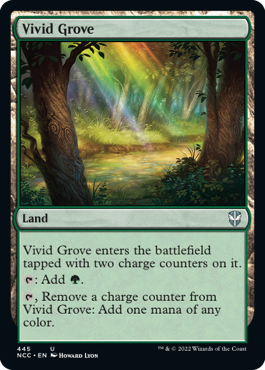 Vivid Grove
Land
Vivid Grove enters the battlefield
tapped with two charge counters on it.
: Add .
, Remove a charge counter from
Vivid Grove: Add one mana of any
color.
445 U
NCC • EN Howard Lyon
™ & © 2022 Wizards of the Coast